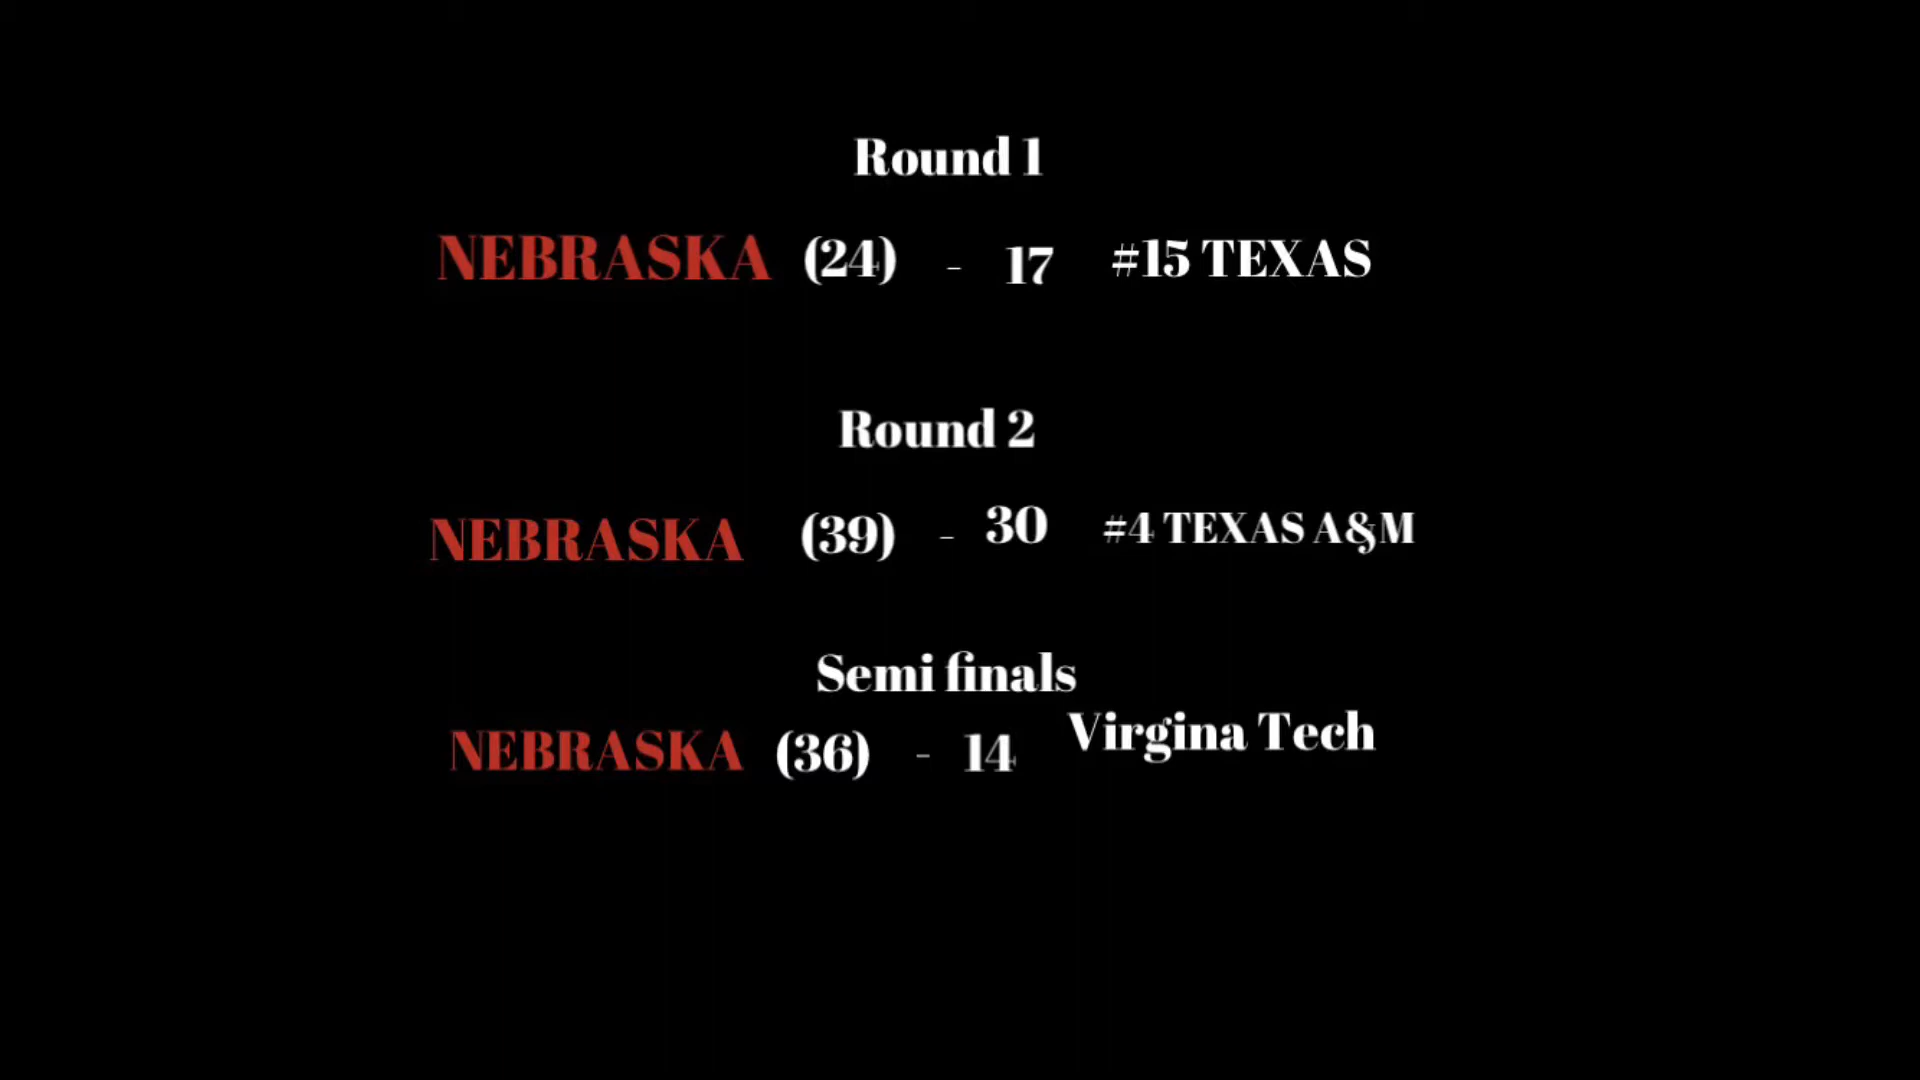 Round 1
NEBRASKA (24) - 17 #15 TEXAS
Round 2
NEBRASKA (39) - 30 #4 TEXAS A&M
Semi finals
NEBRASKA (36) - 14 Virgina Tech